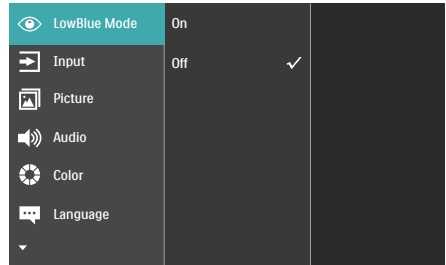 LowBlue Mode
On
Input
Off
Picture
Audio
Color
Language